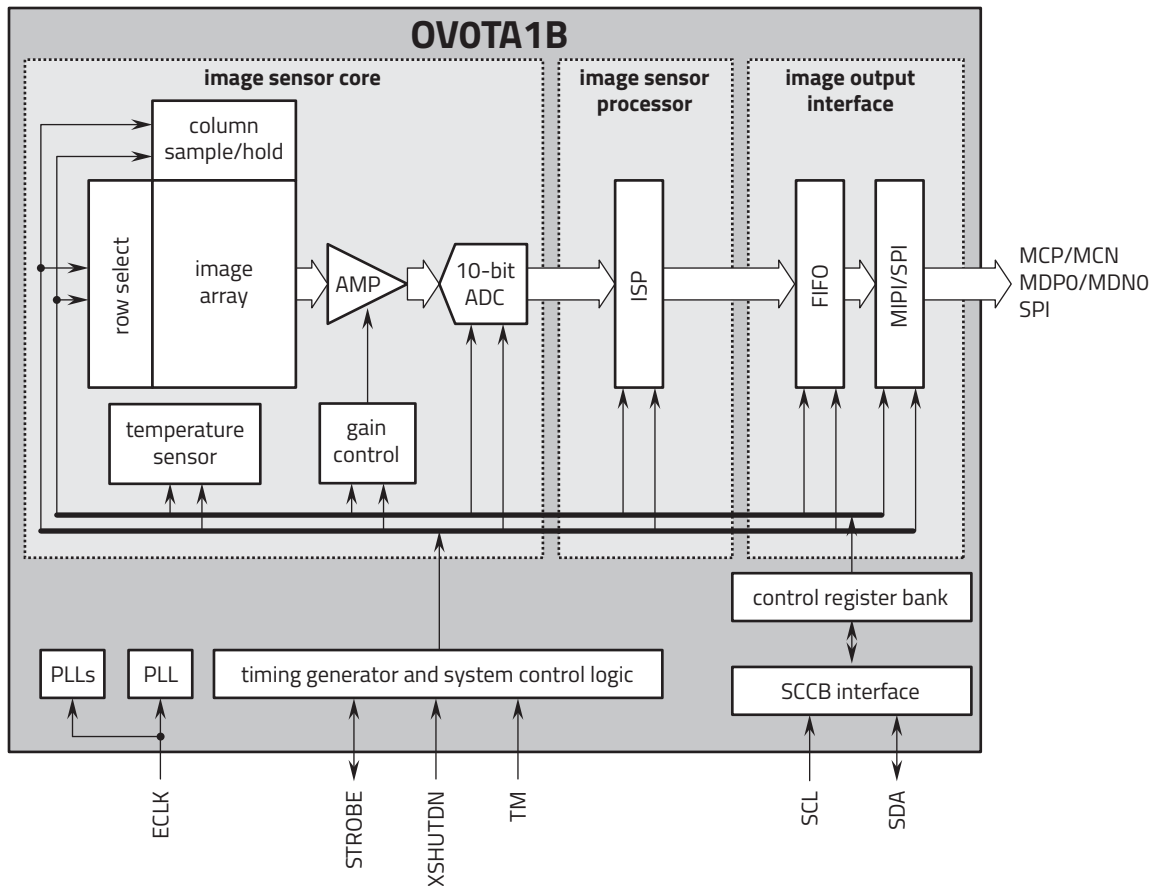 OV0TA1B
image sensor core
image sensor
processor
image output
interface
column
sample/hold
row select
image
array
AMP
10-bit
ADC
ISP
FIFO
MIPI/SPI
MCP/MCN
MDP0/MDN0
SPI
temperature
sensor
gain
control
control register bank
PLLs
PLL
timing generator and system control logic
SCCB interface
ECLK
STROBE
XSHUTDN
TM
SCL
SDA